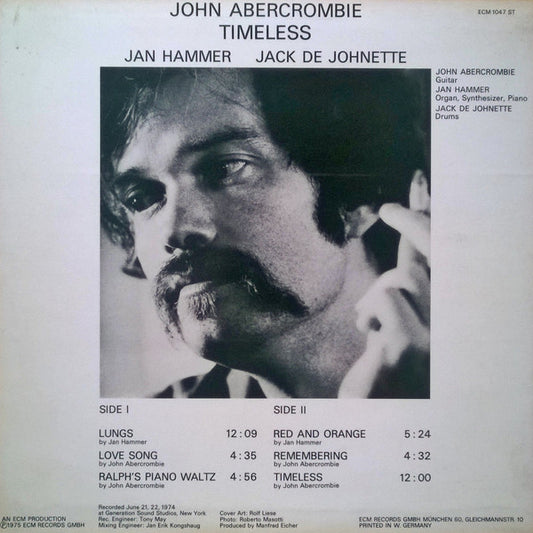 JOHN ABERCROMBIE
ECM 1047 ST
TIMELESS
JAN HAMMER JACK DE JOHNETTE
JOHN ABERCROMBIE
Guitar
JAN HAMMER
Organ, Synthesizer, Piano
JACK DE JOHNETTE
Drums
SIDE I
LUNGS 12:09
by Jan Hammer
LOVE SONG 4:35
by John Abercrombie
RALPH'S PIANO WALTZ 4:56
by John Abercrombie
SIDE II
RED AND ORANGE 5:24
by Jan Hammer
REMEMBERING 4:32
by John Abercrombie
TIMELESS 12:00
by John Abercrombie
AN ECM PRODUCTION
℗1975 ECM RECORDS GMBH
Recorded June 21, 22, 1974
at Generation Sound Studios, New York
Rec. Engineer: Tony May
Mixing Engineer: Jan Erik Kongshaug
Cover Art: Rolf Liese
Photo: Roberto Masotti
Produced by Manfred Eicher
ECM RECORDS GMBH MÜNCHEN 60, GLEICHMANNSTR. 10
PRINTED IN W. GERMANY